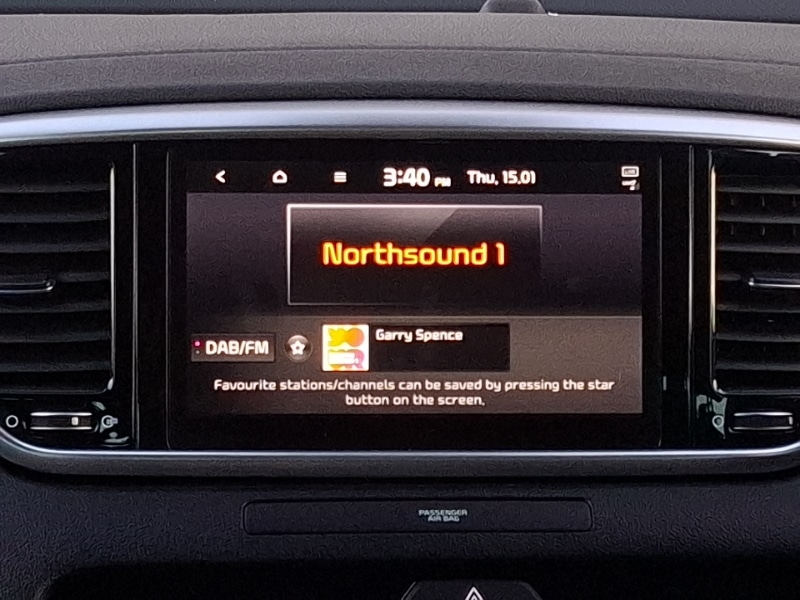 3:40 PM Thu, 15.01
Northsound 1
DAB/FM
Garry Spence
Favourite stations/channels can be saved by pressing the star
button on the screen.
PASSENGER
AIR BAG